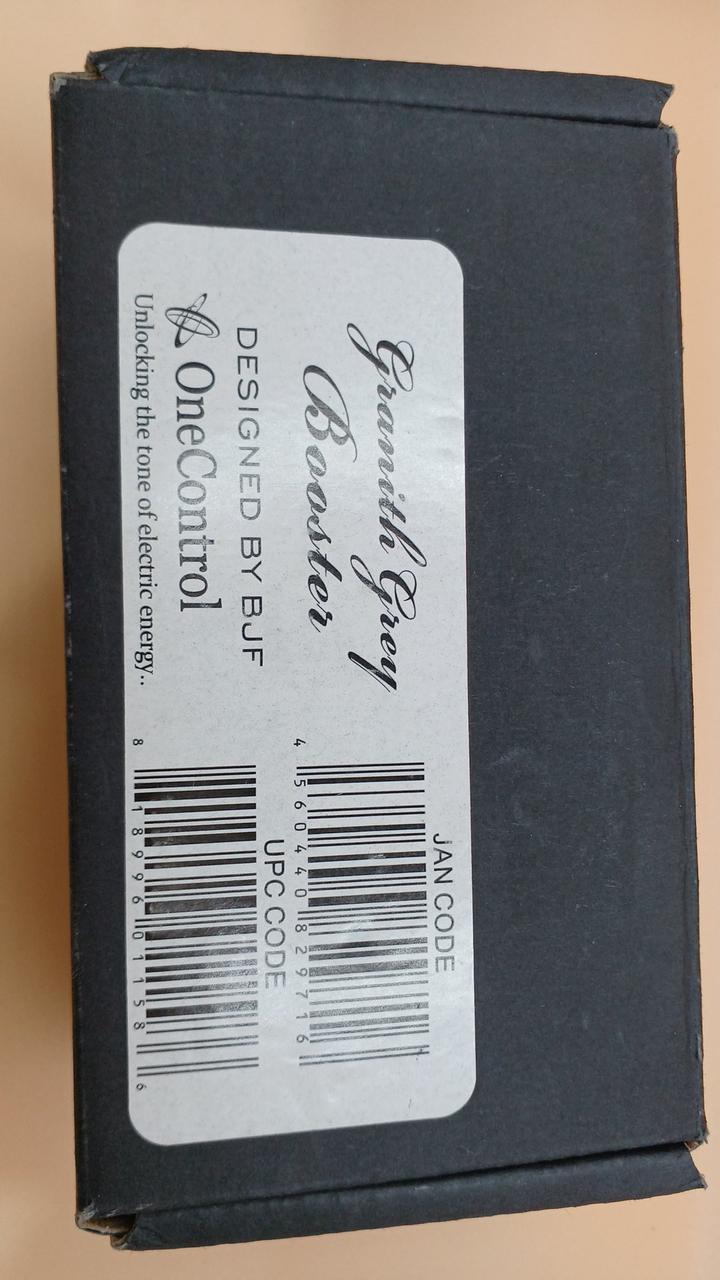 Granith Grey
Booster
DESIGNED BY BJF
OneControl
Unlocking the tone of electric energy..
JAN CODE
4 560440 829716
UPC CODE
8 18996 01158 6